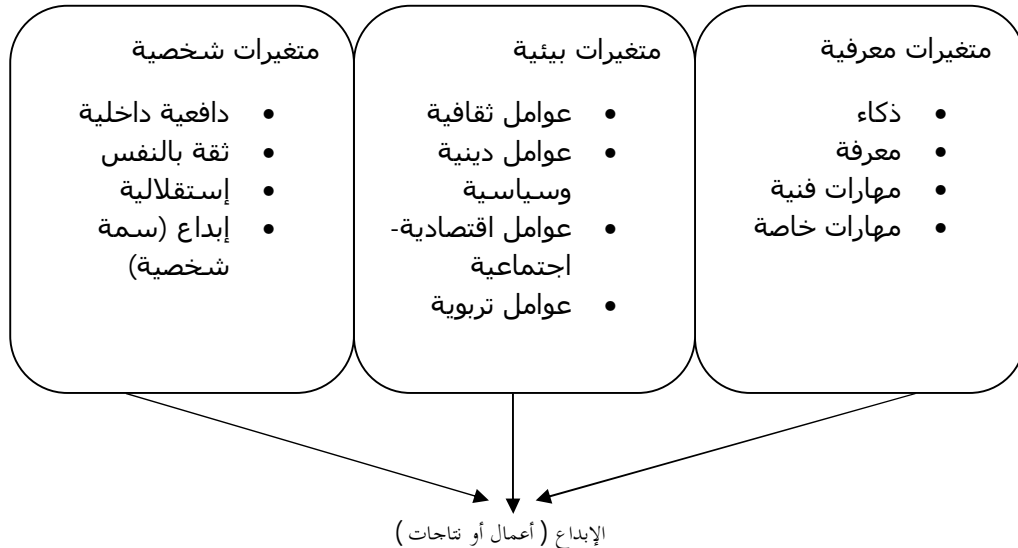 متغيرات معرفية
• ذكاء
• معرفة
• مهارات فنية
• مهارات خاصة
متغيرات بيئية
• عوامل ثقافية
• عوامل دينية
وسياسية
• عوامل اقتصادية-
اجتماعية
• عوامل تربوية
متغيرات شخصية
• دافعية داخلية
• ثقة بالنفس
• إستقلالية
• إبداع (سمة
شخصية)
الإبداع ( أعمال أو نتاجات )